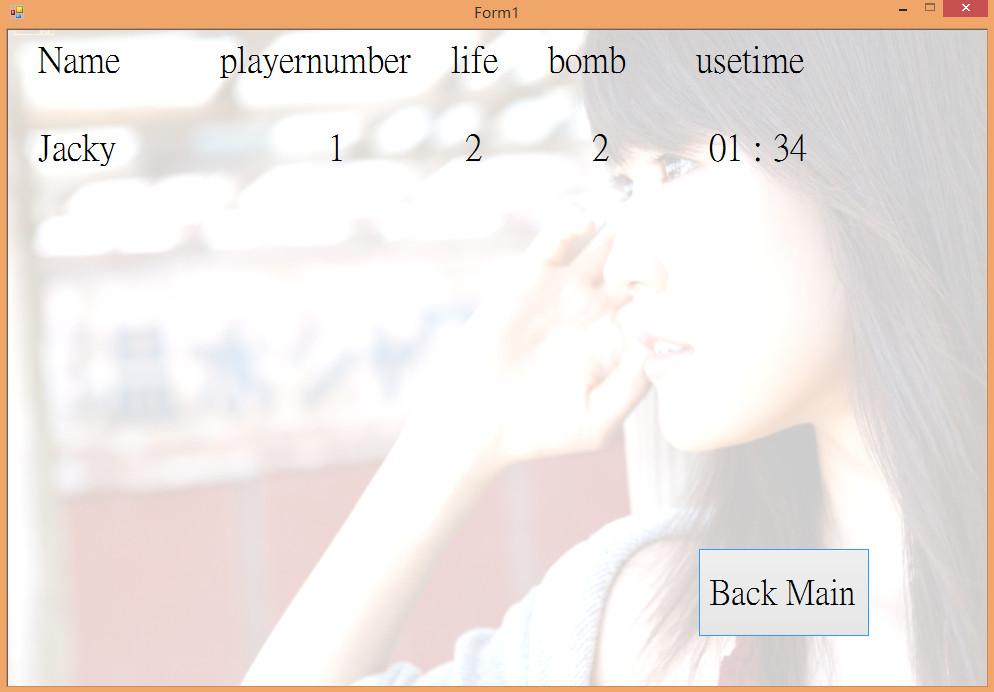 Form1
Name playernumber life bomb usetime
Jacky 1 2 2 01 : 34
Back Main